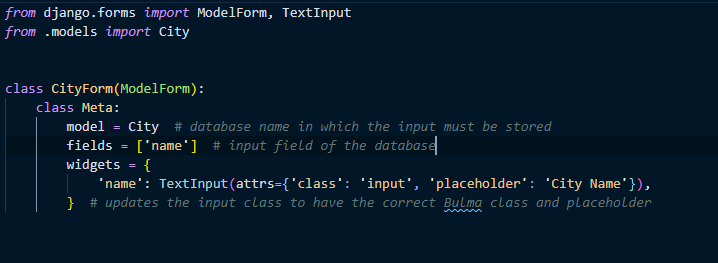 from django.forms import ModelForm, TextInput
from .models import City
class CityForm(ModelForm):
    class Meta:
        model = City  # database name in which the input must be stored
        fields = ['name']  # input field of the database
        widgets = {
            'name': TextInput(attrs={'class': 'input', 'placeholder': 'City Name'}),
        }  # updates the input class to have the correct Bulma class and placeholder